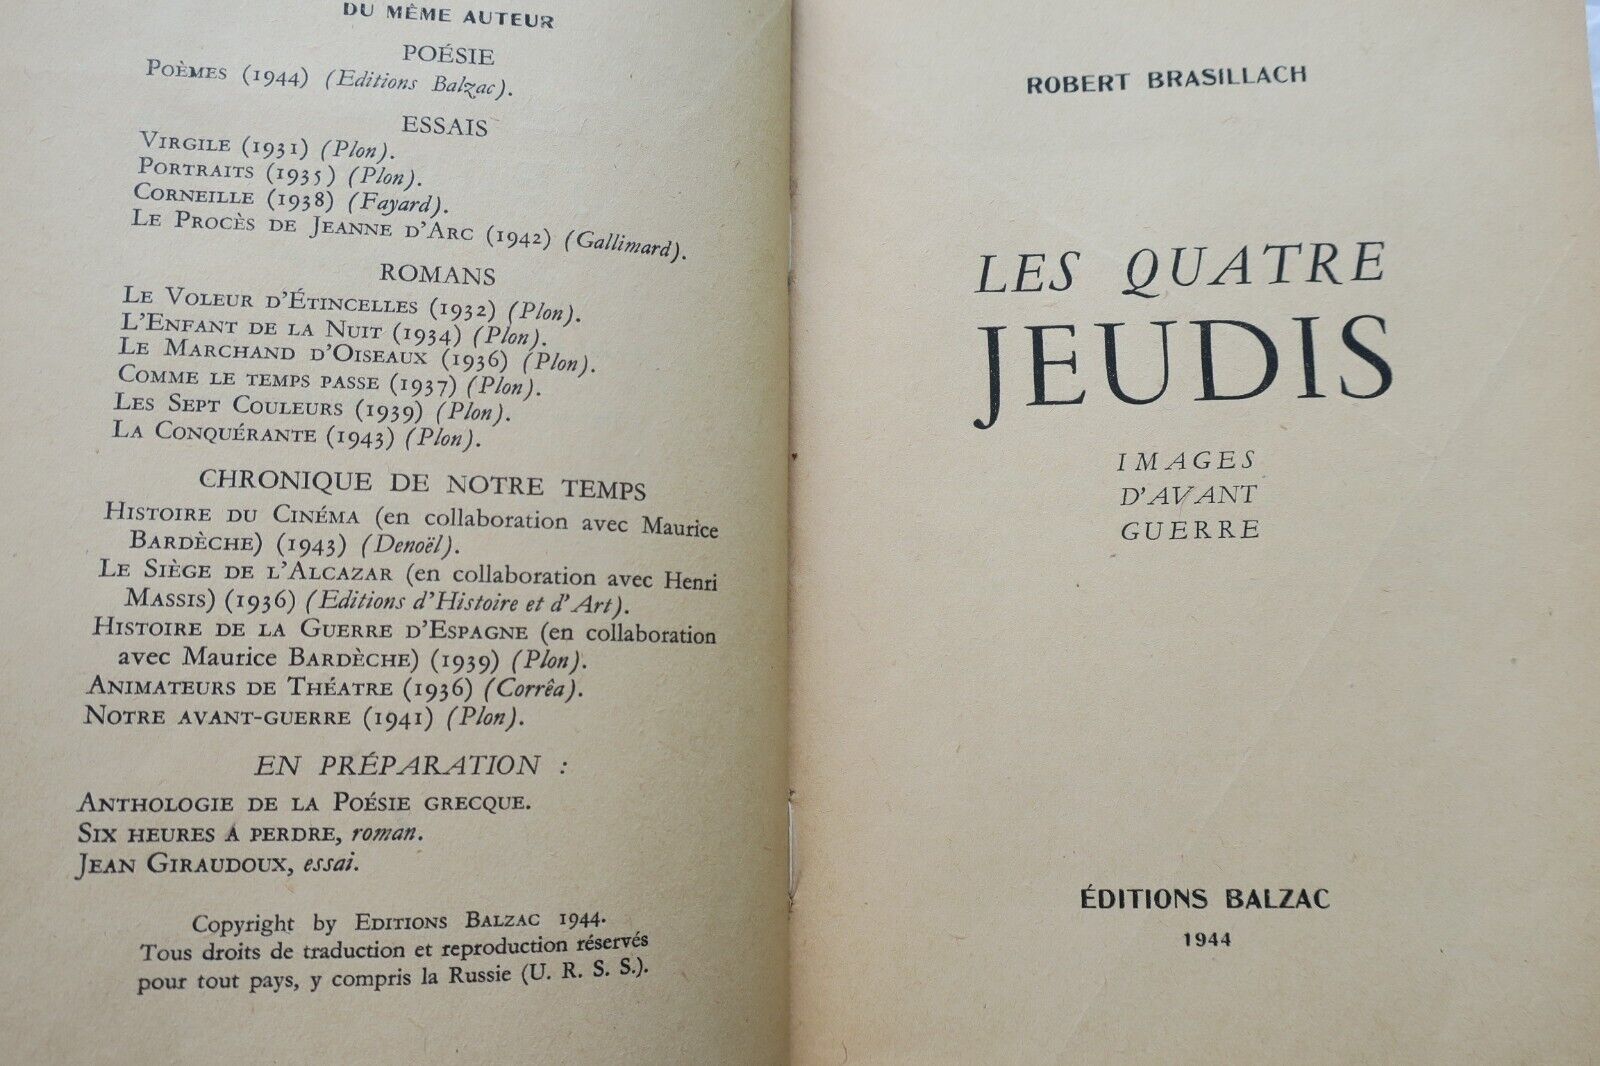 DU MÊME AUTEUR
POÉSIE
POÈMES (1944) (Editions Balzac).
ESSAIS
VIRGILE (1931) (Plon).
PORTRAITS (1935) (Plon).
CORNEILLE (1938) (Fayard).
LE PROCÈS DE JEANNE D'ARC (1942) (Gallimard).
ROMANS
LE VOLEUR D'ÉTINCELLES (1932) (Plon).
L'ENFANT DE LA NUIT (1934) (Plon).
LE MARCHAND D'OISEAUX (1936) (Plon).
COMME LE TEMPS PASSE (1937) (Plon).
LES SEPT COULEURS (1939) (Plon).
LA CONQUÉRANTE (1943) (Plon).
CHRONIQUE DE NOTRE TEMPS
HISTOIRE DU CINÉMA (en collaboration avec Maurice
BARDÈCHE) (1943) (Denoël).
LE SIÈGE DE L'ALCAZAR (en collaboration avec Henri
MASSIS) (1936) (Editions d'Histoire et d'Art).
HISTOIRE DE LA GUERRE D'ESPAGNE (en collaboration
avec Maurice BARDÈCHE) (1939) (Plon).
ANIMATEURS DE THÉATRE (1936) (Corrêa).
NOTRE AVANT-GUERRE (1941) (Plon).
EN PRÉPARATION :
ANTHOLOGIE DE LA POÉSIE GRECQUE.
SIX HEURES A PERDRE, roman.
JEAN GIRAUDOUX, essai.
Copyright by EDITIONS BALZAC 1944.
Tous droits de traduction et reproduction réservés
pour tout pays, y compris la Russie (U. R. S. S.).
ROBERT BRASILLACH
LES QUATRE
JEUDIS
IMAGES
D'AVANT
GUERRE
ÉDITIONS BALZAC
1944